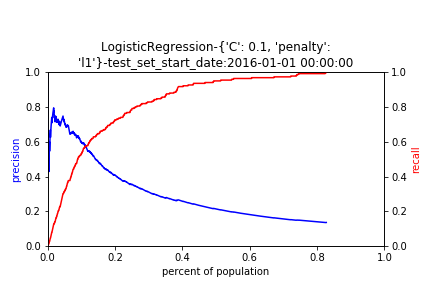 LogisticRegression-{'C': 0.1, 'penalty':
'l1'}-test_set_start_date:2016-01-01 00:00:00
1.0
0.8
0.6
0.4
0.2
0.0
precision
1.0
0.8
0.6
0.4
0.2
0.0
recall
0.0 0.2 0.4 0.6 0.8 1.0
percent of population